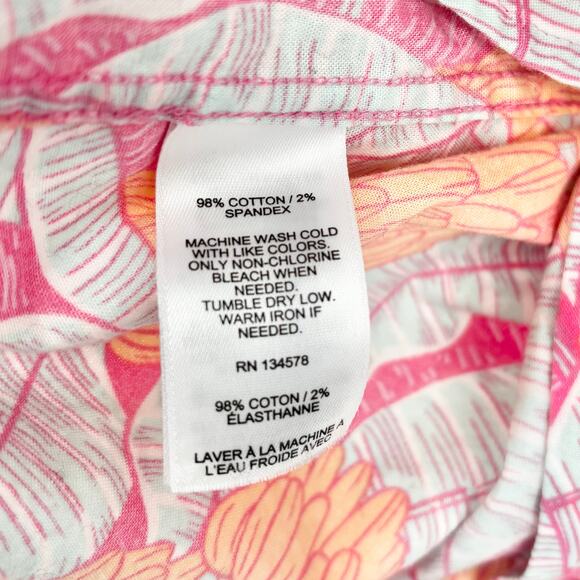 98% COTTON / 2%
SPANDEX
MACHINE WASH COLD
WITH LIKE COLORS.
ONLY NON-CHLORINE
BLEACH WHEN
NEEDED.
TUMBLE DRY LOW.
WARM IRON IF
NEEDED.
RN 134578
98% COTON / 2%
ÉLASTHANNE
LAVER À LA MACHINE A
L'EAU FROIDE AVEC